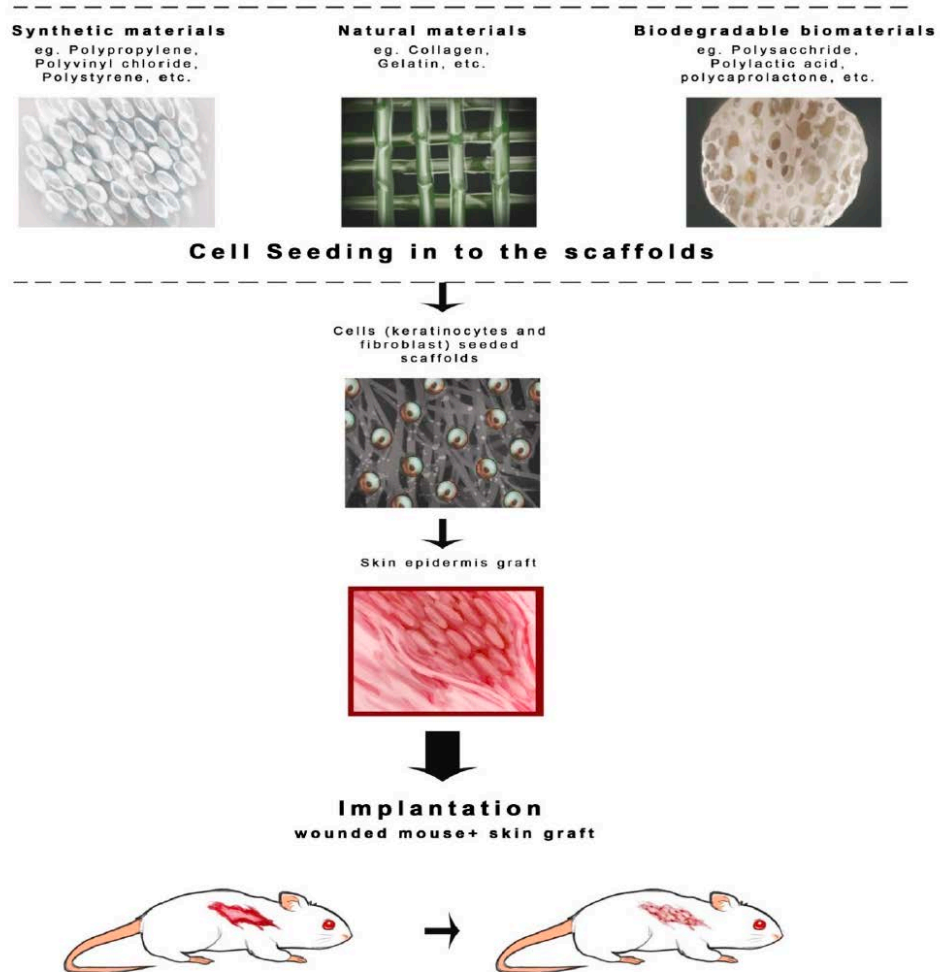 Synthetic materials
eg. Polypropylene,
Polyvinyl chloride,
Polystyrene, etc.
Natural materials
eg. Collagen,
Gelatin, etc.
Biodegradable biomaterials
eg. Polysacchride,
Polylactic acid,
polycaprolactone, etc.
Cell Seeding in to the scaffolds
Cells (keratinocytes and
fibroblast) seeded
scaffolds
Skin epidermis graft
Implantation
wounded mouse+ skin graft